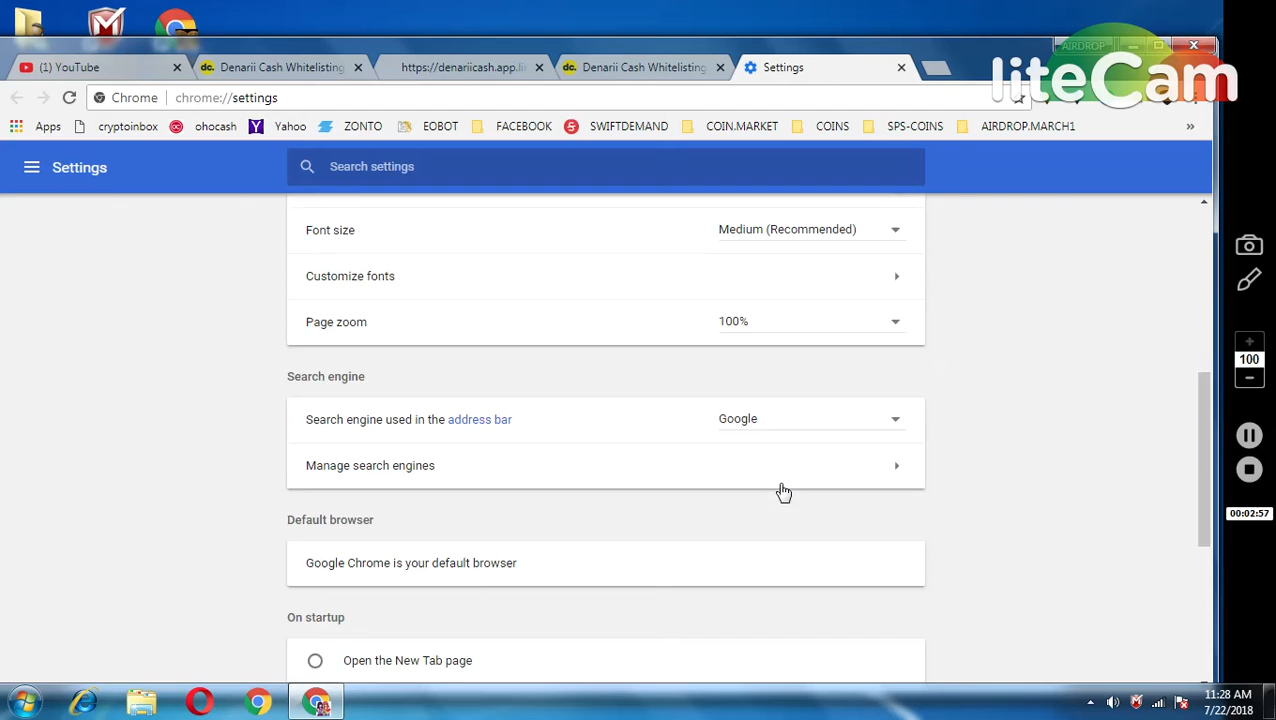 AIRDROP
liteCam
(1) YouTube
dc. Denarii Cash Whitelisting
https://denariicash.app.li
dc. Denarii Cash Whitelisting
Settings
Chrome chrome://settings
Apps cryptoinbox ohocash Yahoo ZONTO EOBOT FACEBOOK SWIFTDEMAND COIN.MARKET COINS SPS-COINS AIRDROP.MARCH1 »
Settings
Search settings
Font size Medium (Recommended)
Customize fonts
Page zoom 100%
Search engine
Search engine used in the address bar Google
Manage search engines
Default browser
Google Chrome is your default browser
On startup
Open the New Tab page
100
00:02:57
11:28 AM
7/22/2018